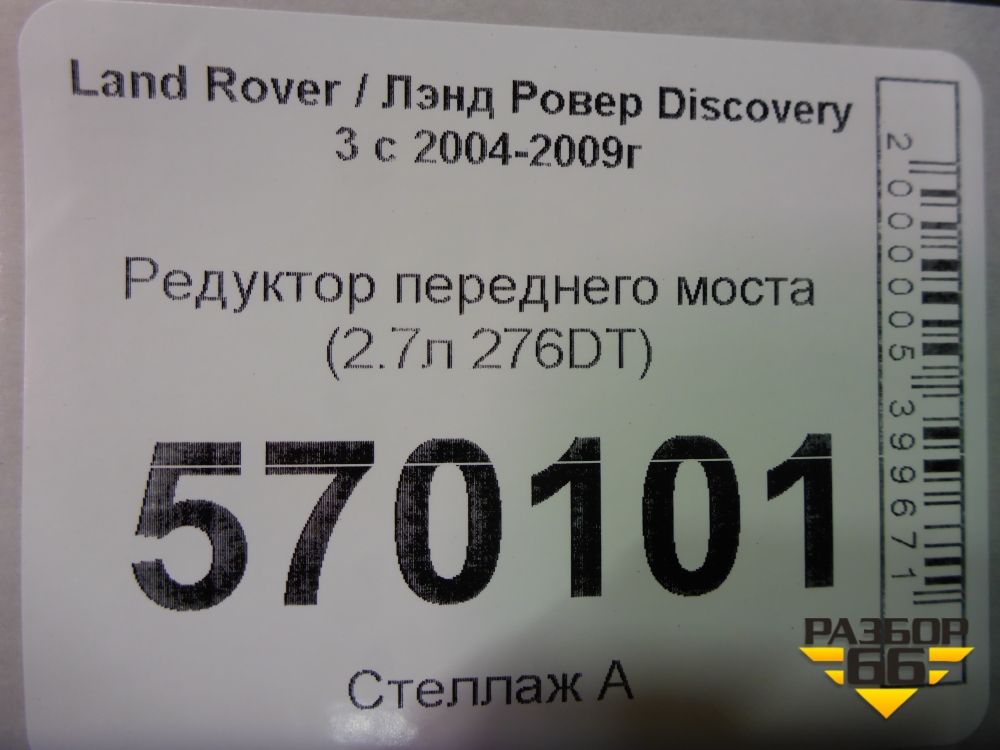 Land Rover / Лэнд Ровер Discovery
3 с 2004-2009г
Редуктор переднего моста
(2.7л 276DT)
570101
Стеллаж А
2000005399671
РАЗБОР
66